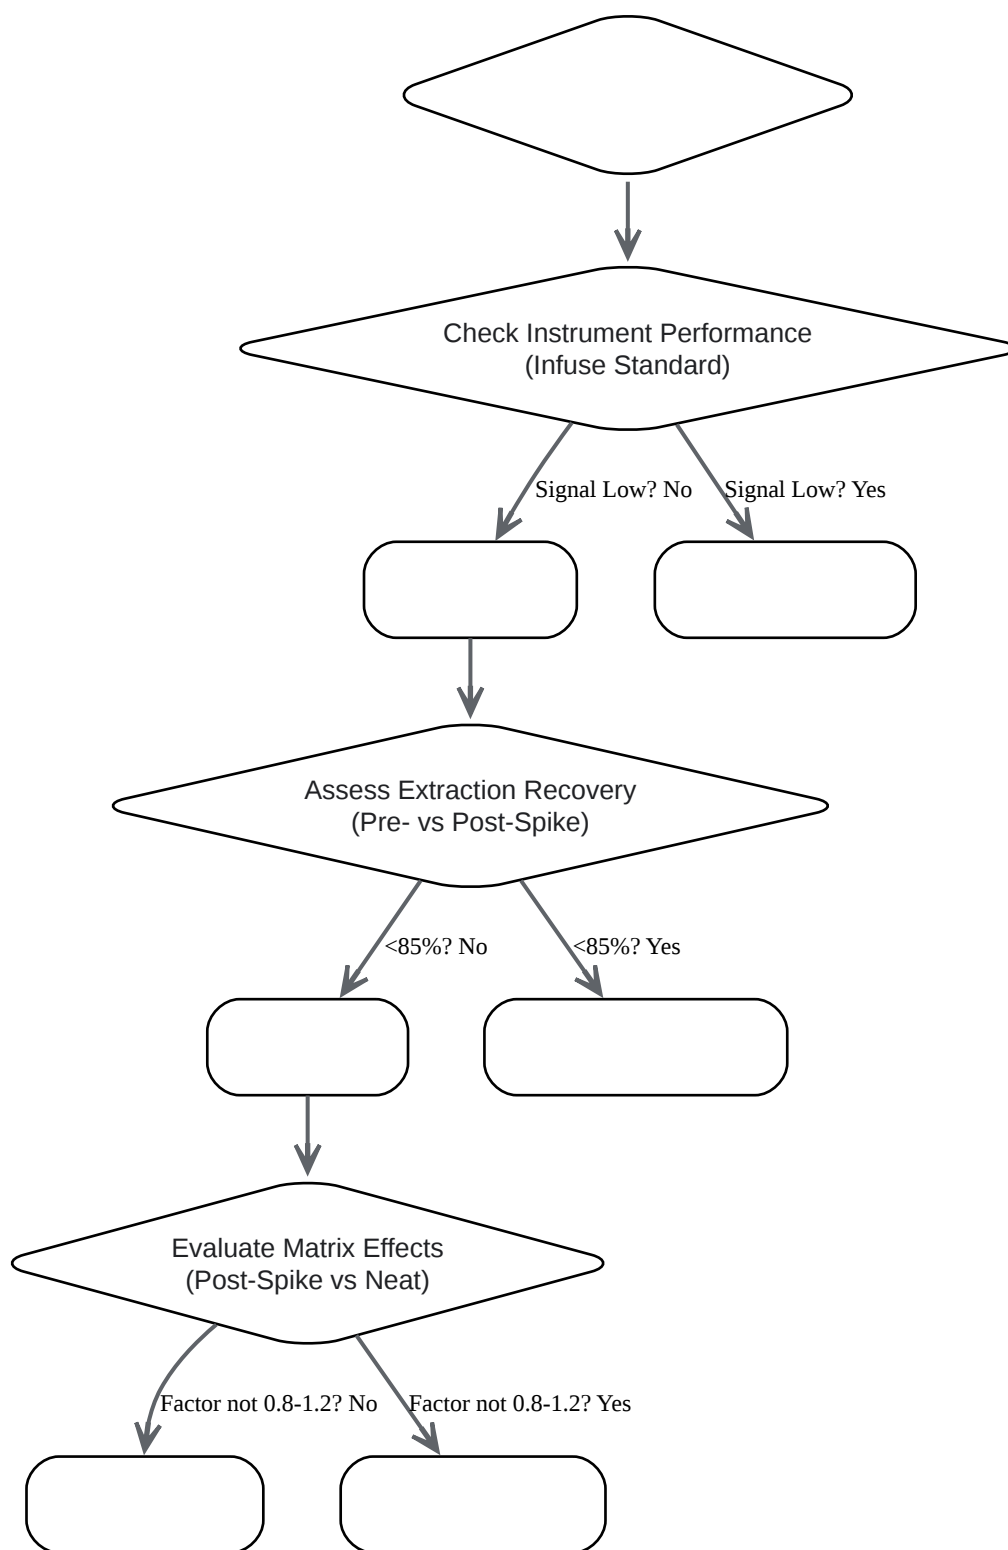 Check Instrument Performance
(Infuse Standard)
Signal Low? No
Signal Low? Yes
Assess Extraction Recovery
(Pre- vs Post-Spike)
<85%? No
<85%? Yes
Evaluate Matrix Effects
(Post-Spike vs Neat)
Factor not 0.8-1.2? No
Factor not 0.8-1.2? Yes